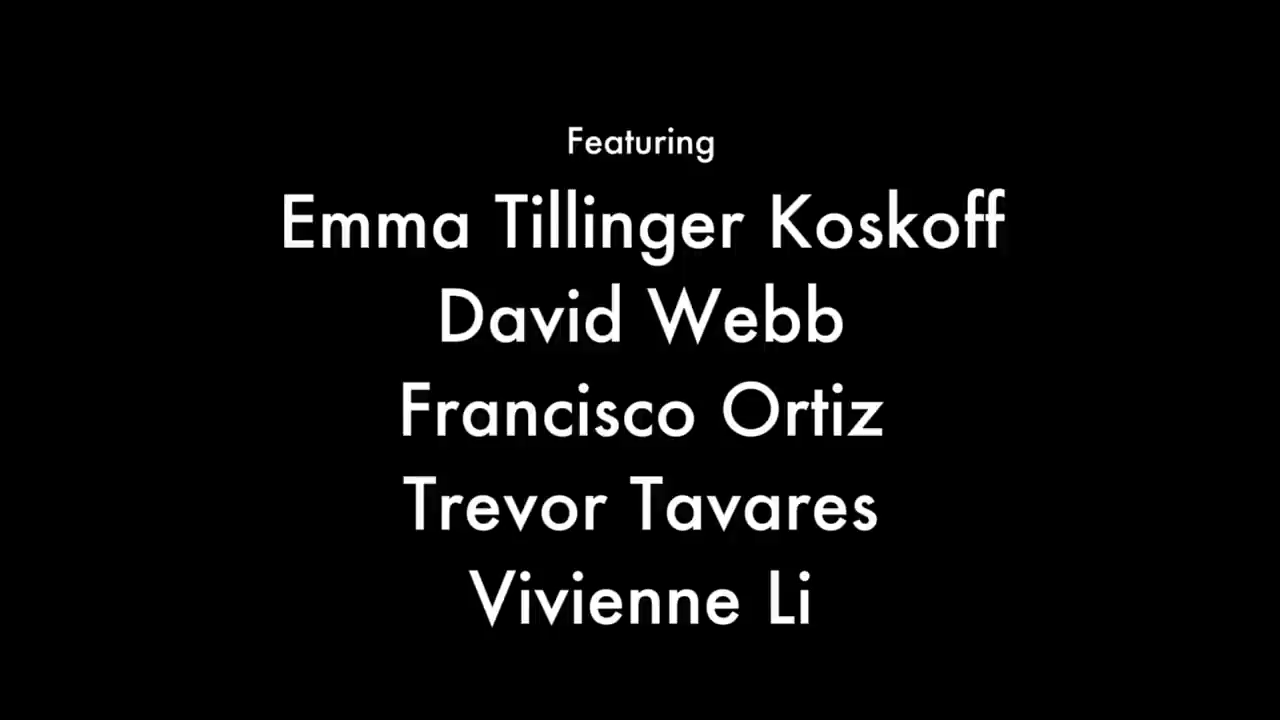 Featuring
Emma Tillinger Koskoff
David Webb
Francisco Ortiz
Trevor Tavares
Vivienne Li